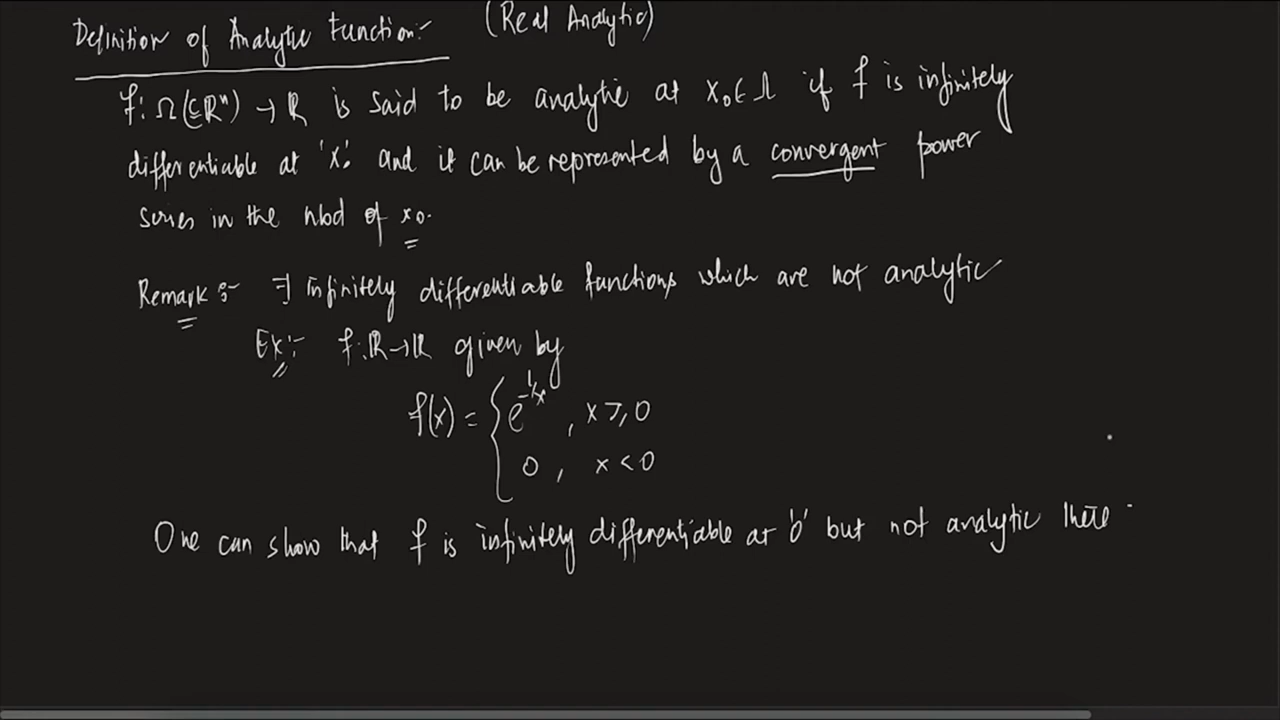 Definition of Analytic Function:- (Real Analytic)
f: Ω(⊆ℝⁿ) → ℝ is said to be analytic at x₀ ∈ Ω if f is infinitely
differentiable at 'x₀' and it can be represented by a convergent power
series in the nbd of x₀.
Remark :- ∃ infinitely differentiable functions which are not analytic
Ex:- f: ℝ → ℝ given by
f(x) = { e^{-1/x} , x ≥ 0
0 , x < 0
One can show that f is infinitely differentiable at '0' but not analytic there.